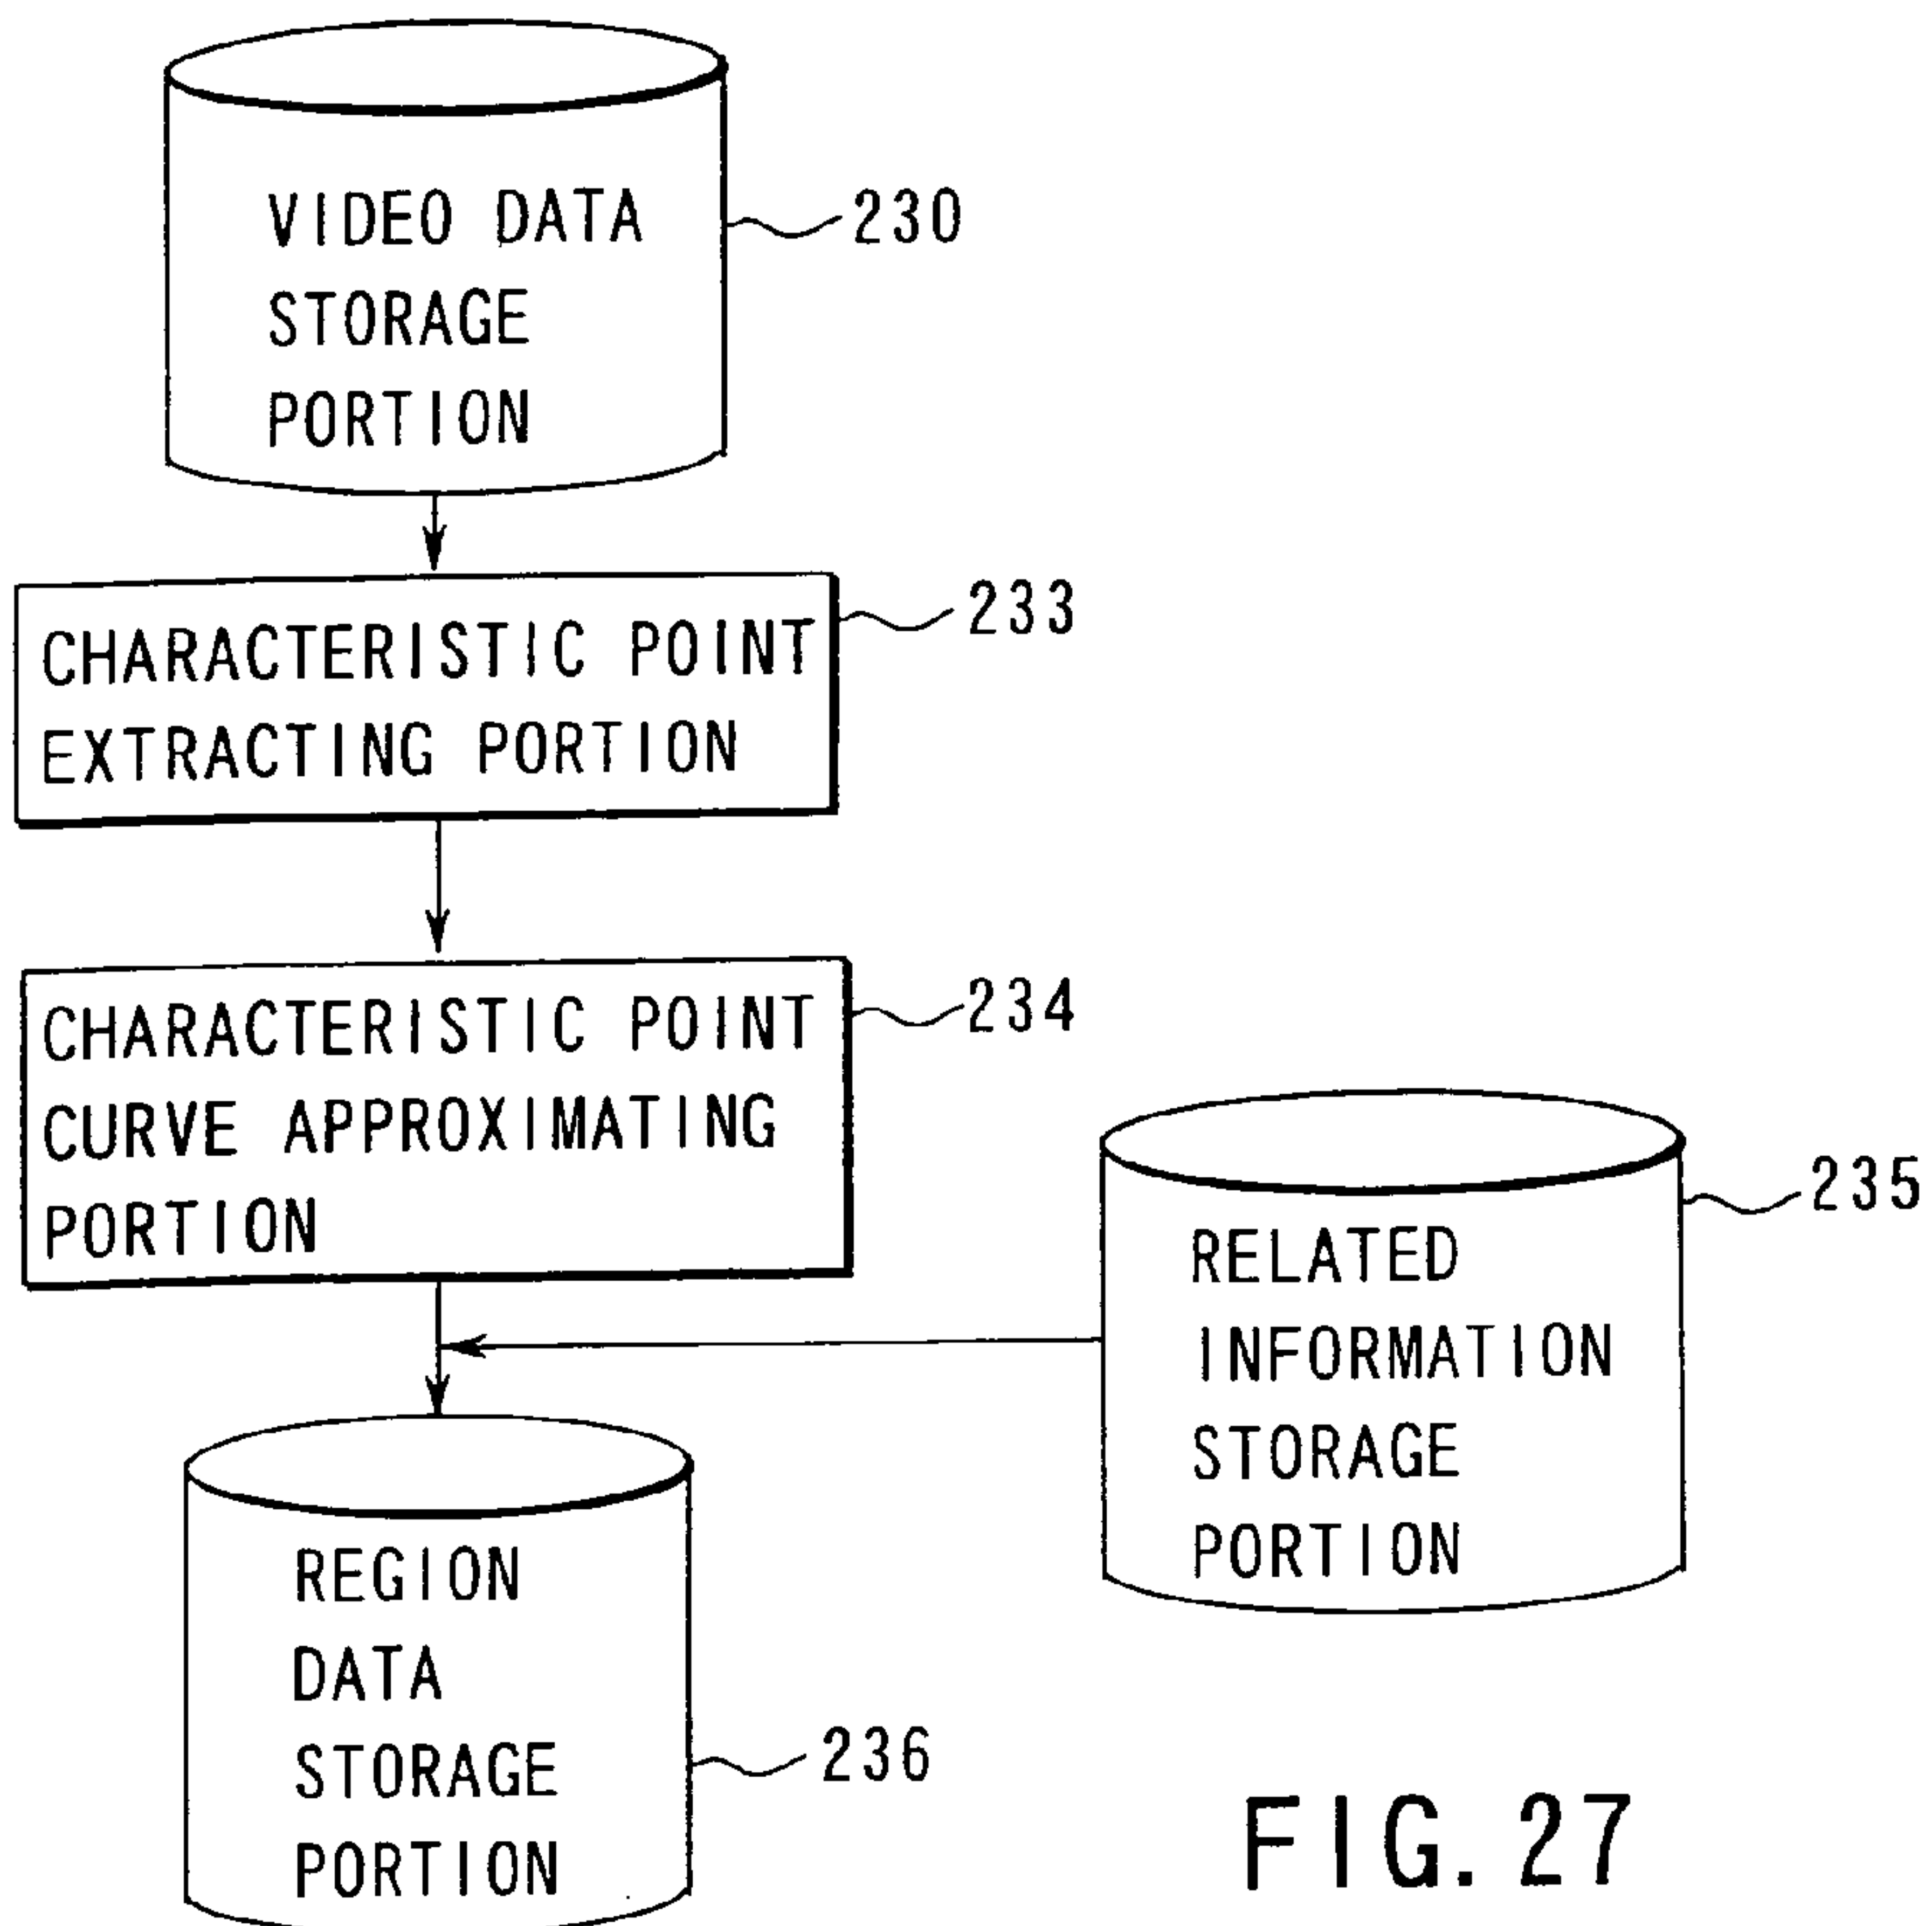 VIDEO DATA
STORAGE
PORTION
230
CHARACTERISTIC POINT
EXTRACTING PORTION
233
CHARACTERISTIC POINT
CURVE APPROXIMATING
PORTION
234
RELATED
INFORMATION
STORAGE
PORTION
235
REGION
DATA
STORAGE
PORTION
236
FIG. 27